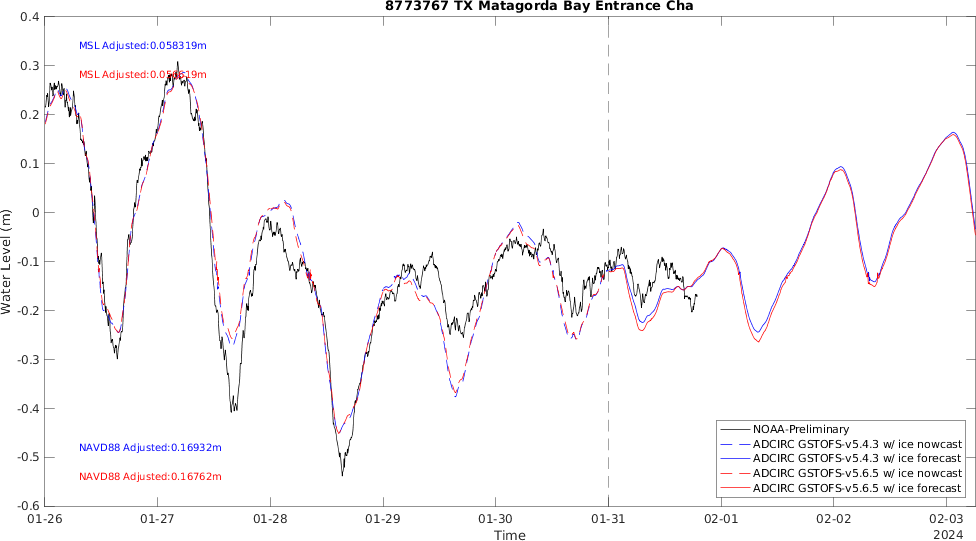 8773767 TX Matagorda Bay Entrance Cha
0.4
0.3
0.2
0.1
0
-0.1
-0.2
-0.3
-0.4
-0.5
-0.6
Water Level (m)
MSL Adjusted:0.058319m
MSL Adjusted:0.056619m
NAVD88 Adjusted:0.16932m
NAVD88 Adjusted:0.16762m
NOAA-Preliminary
ADCIRC GSTOFS-v5.4.3 w/ ice nowcast
ADCIRC GSTOFS-v5.4.3 w/ ice forecast
ADCIRC GSTOFS-v5.6.5 w/ ice nowcast
ADCIRC GSTOFS-v5.6.5 w/ ice forecast
01-26 01-27 01-28 01-29 01-30 01-31 02-01 02-02 02-03
Time
2024